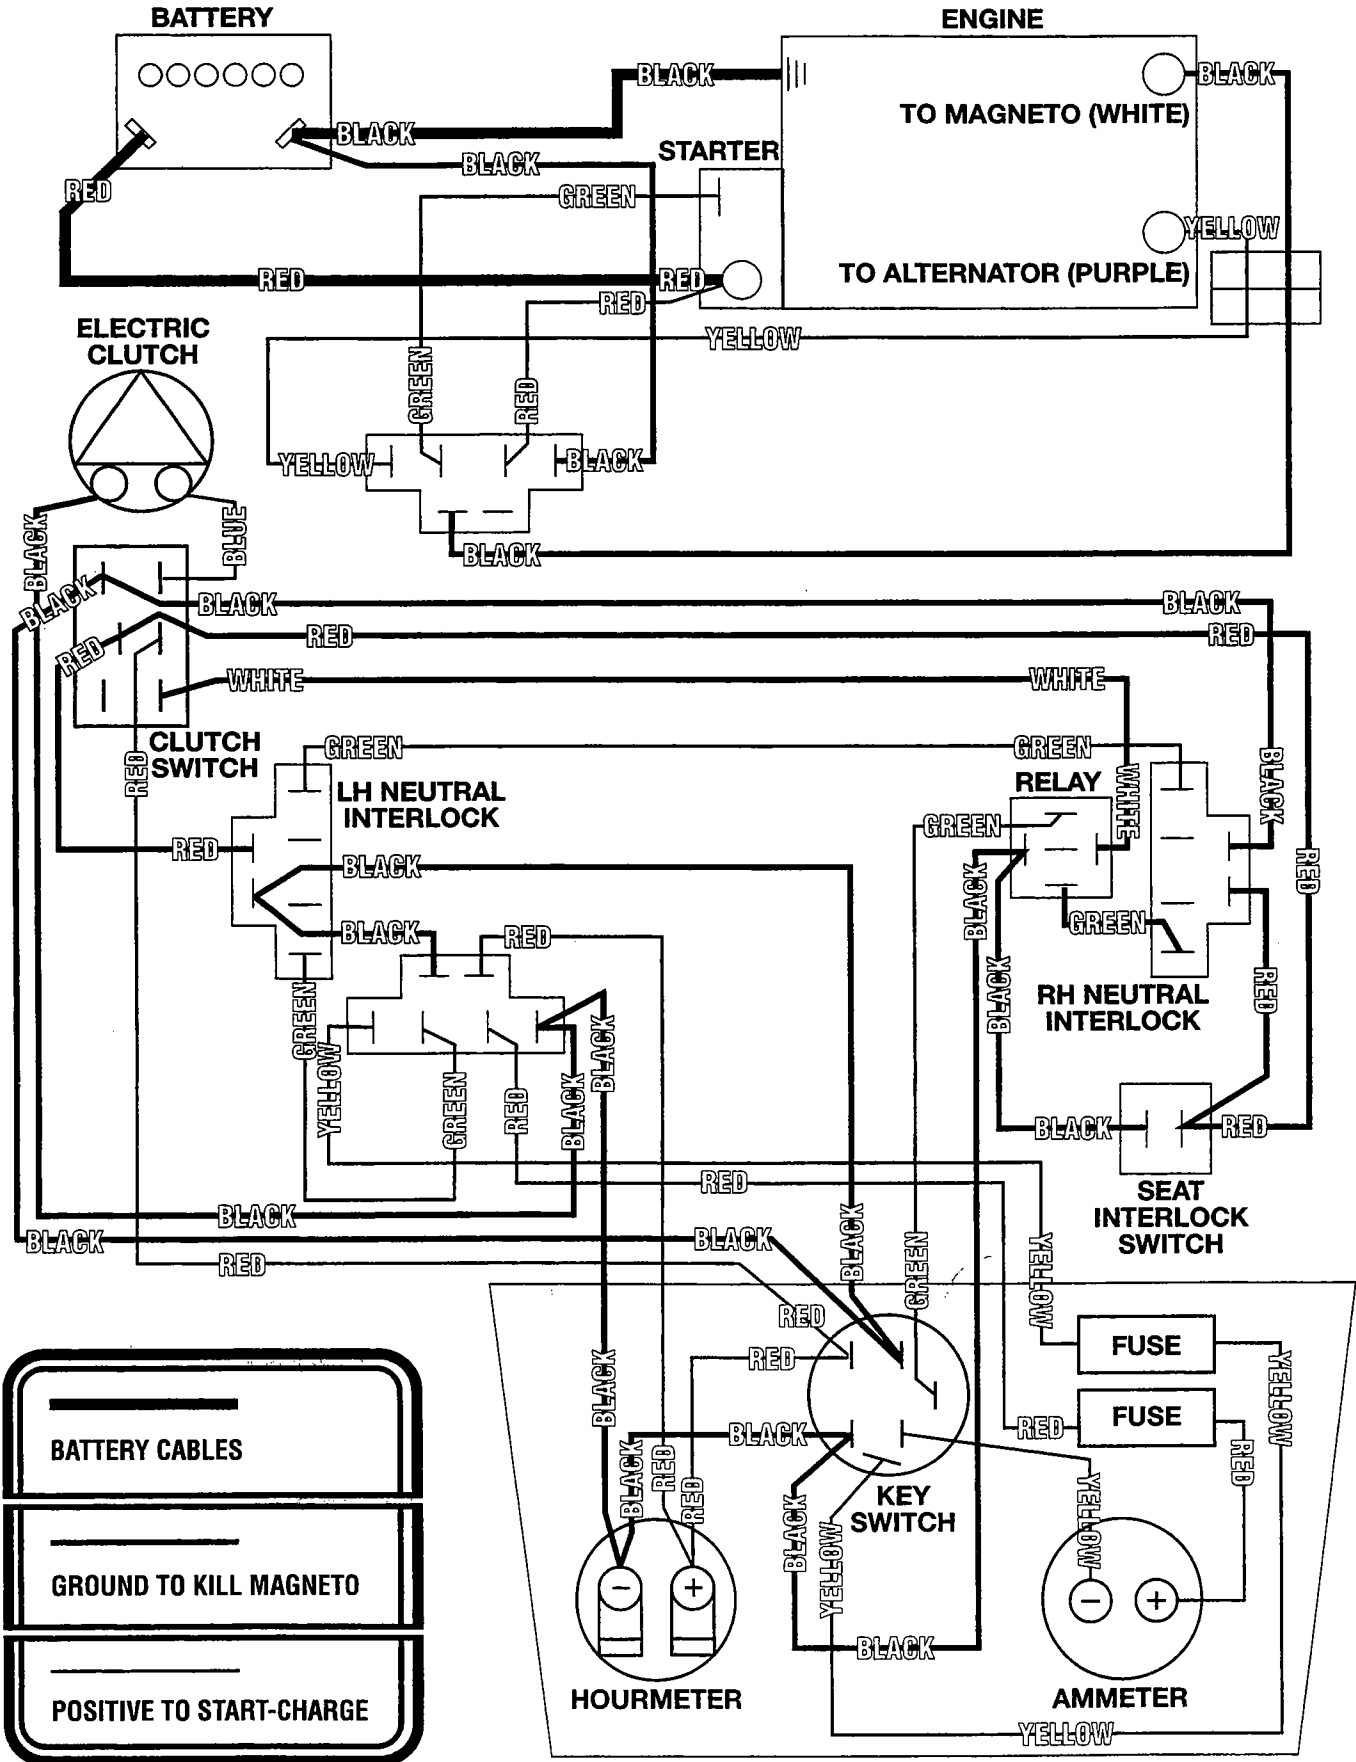 BATTERY
ENGINE
BLACK
BLACK
TO MAGNETO (WHITE)
BLACK
STARTER
BLACK
RED
GREEN
YELLOW
TO ALTERNATOR (PURPLE)
RED
RED
RED
ELECTRIC
CLUTCH
YELLOW
GREEN
RED
YELLOW
BLACK
BLACK
BLUE
BLACK
BLACK
BLACK
BLACK
RED
RED
RED
WHITE
WHITE
CLUTCH
SWITCH
RED
GREEN
GREEN
LH NEUTRAL
INTERLOCK
RELAY
WHITE
BLACK
GREEN
RED
BLACK
RED
BLACK
BLACK
GREEN
BLACK
RED
RED
RH NEUTRAL
INTERLOCK
BLACK
GREEN
YELLOW
GREEN
RED
BLACK
BLACK
BLACK
RED
RED
SEAT
INTERLOCK
SWITCH
BLACK
BLACK
BLACK
RED
BLACK
GREEN
YELLOW
RED
RED
FUSE
YELLOW
FUSE
RED
RED
BLACK
BLACK
BLACK
RED
RED
KEY
SWITCH
BLACK
YELLOW
YELLOW
- +
- +
BLACK
HOURMETER
AMMETER
YELLOW
BATTERY CABLES
GROUND TO KILL MAGNETO
POSITIVE TO START-CHARGE